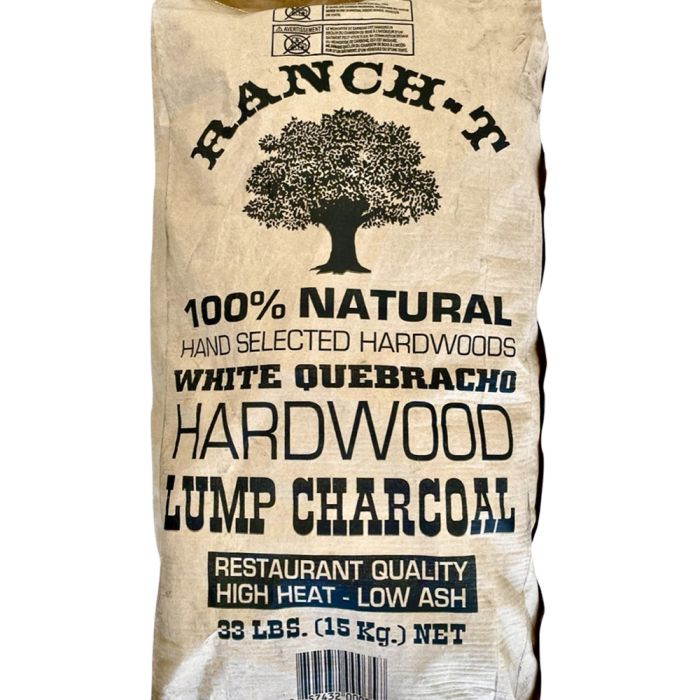 AVERTISSEMENT
RANCH-T
100% NATURAL
HAND SELECTED HARDWOODS
WHITE QUEBRACHO
HARDWOOD
LUMP CHARCOAL
RESTAURANT QUALITY
HIGH HEAT - LOW ASH
33 LBS. (15 Kg.) NET